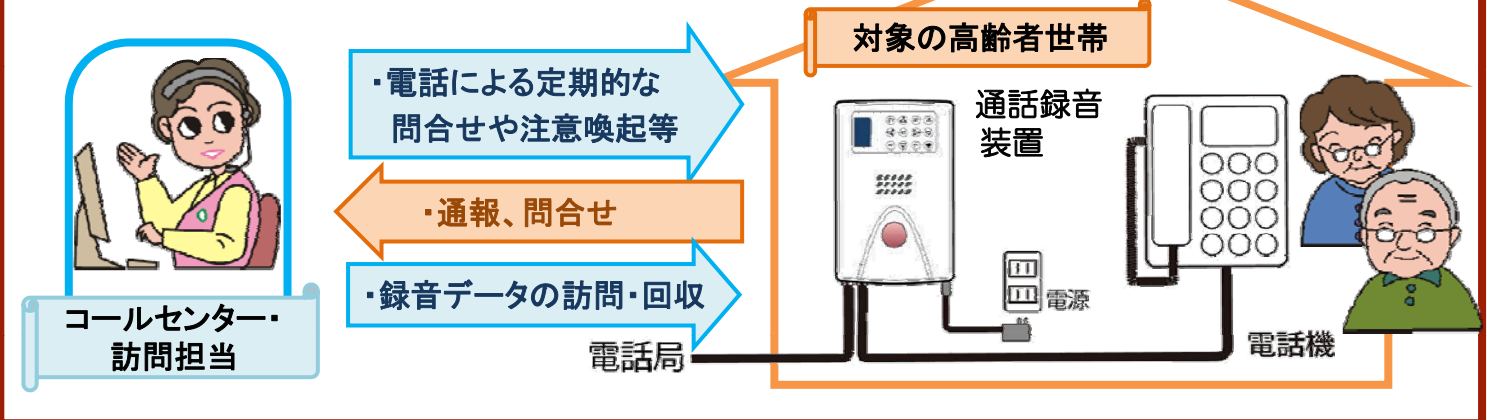 対象の高齢者世帯
・電話による定期的な
問合せや注意喚起等
・通報、問合せ
・録音データの訪問・回収
コールセンター・
訪問担当
通話録音
装置
電源
電話局
電話機